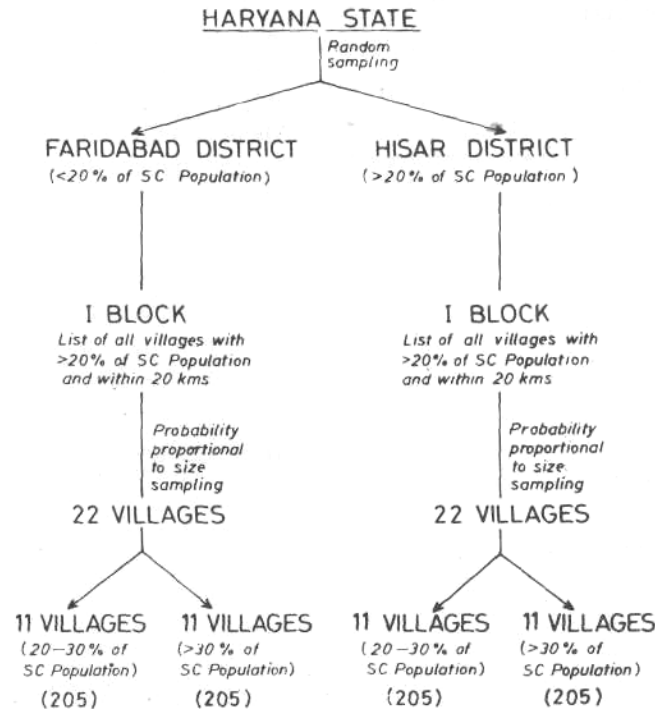 HARYANA STATE
Random
sampling
FARIDABAD DISTRICT
(<20% of SC Population)
HISAR DISTRICT
(>20% of SC Population)
I BLOCK
List of all villages with
>20% of SC Population
and within 20 kms
I BLOCK
List of all villages with
>20% of SC Population
and within 20 kms
Probability
proportional
to size
sampling
Probability
proportional
to size
sampling
22 VILLAGES
22 VILLAGES
11 VILLAGES
(20-30% of
SC Population)
(205)
11 VILLAGES
(>30% of
SC Population)
(205)
11 VILLAGES
(20-30% of
SC Population)
(205)
11 VILLAGES
(>30% of
SC Population)
(205)